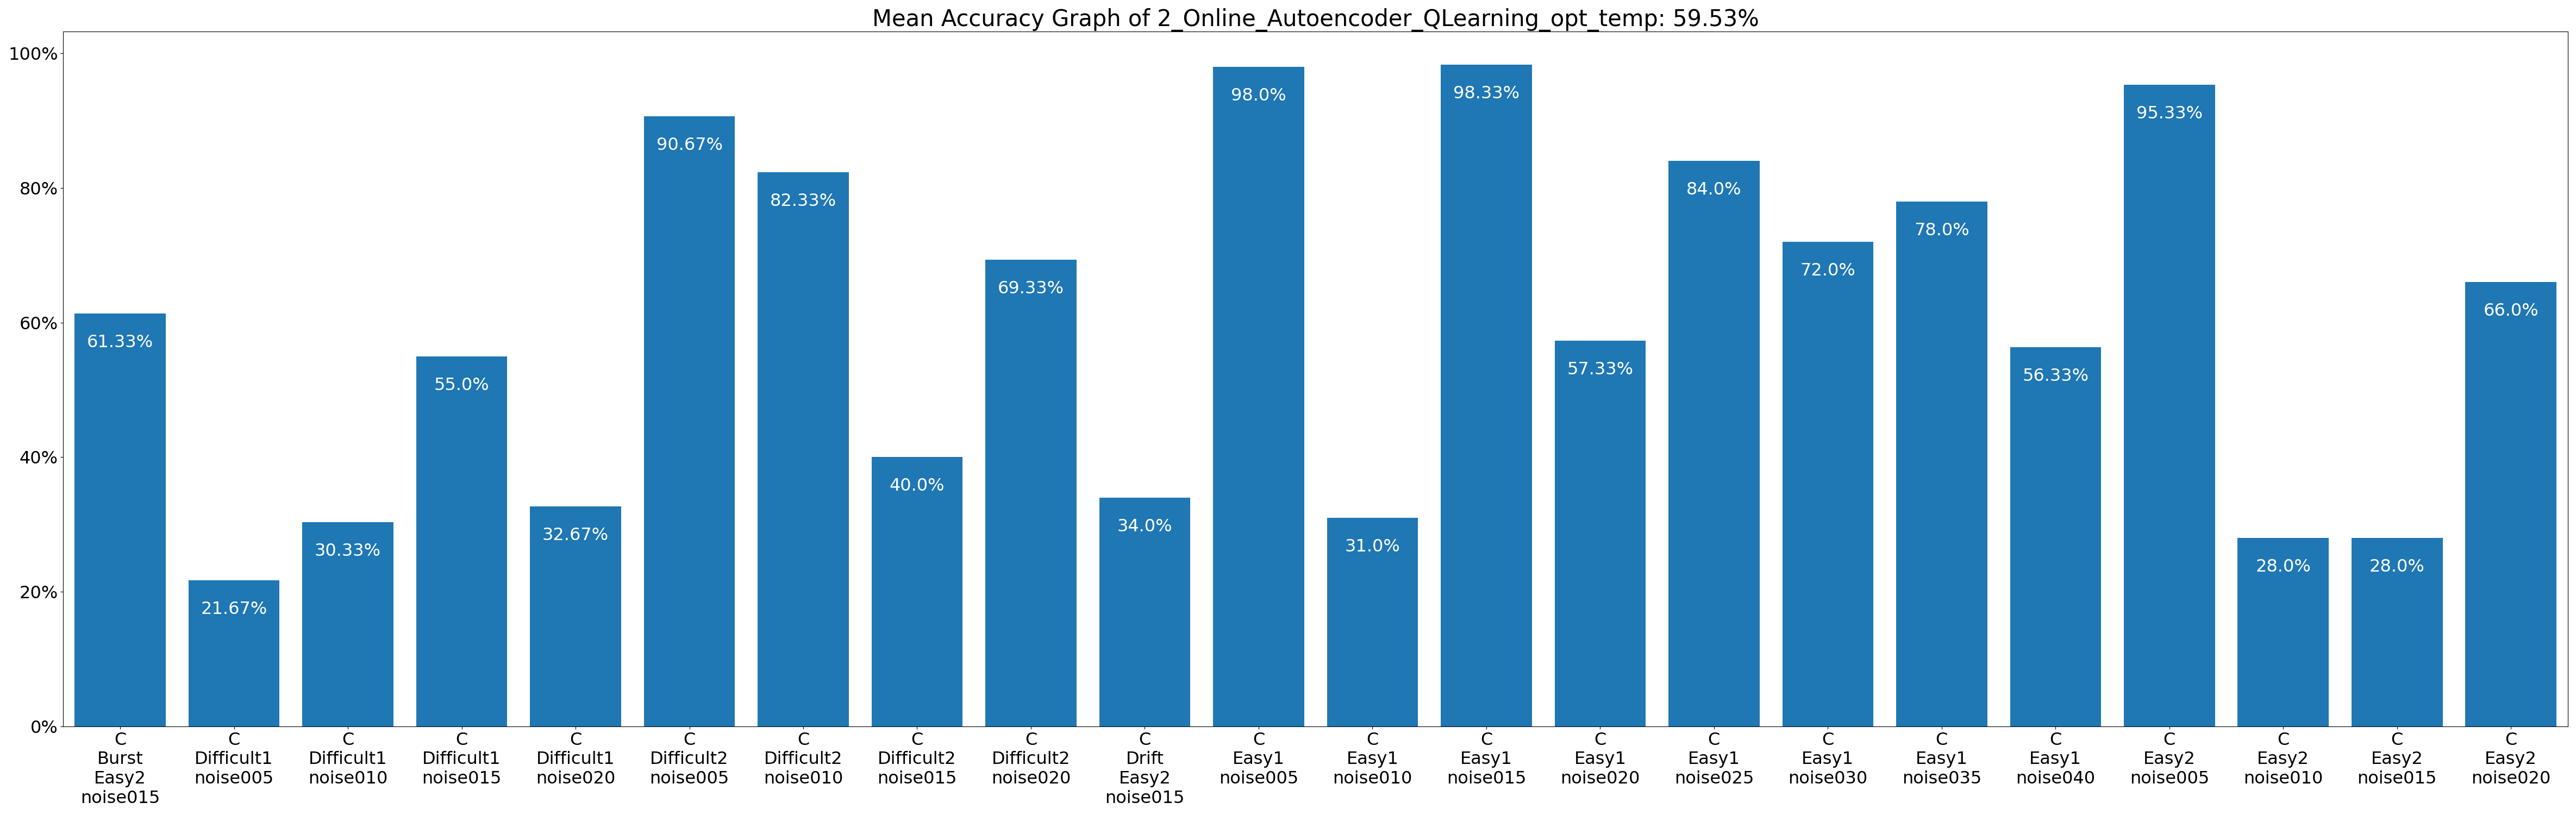 Mean Accuracy Graph of 2_Online_Autoencoder_QLearning_opt_temp: 59.53%
100%
80%
60%
40%
20%
0%
61.33%
21.67%
30.33%
55.0%
32.67%
90.67%
82.33%
40.0%
69.33%
34.0%
98.0%
31.0%
98.33%
57.33%
84.0%
72.0%
78.0%
56.33%
95.33%
28.0%
28.0%
66.0%
C
Burst
Easy2
noise015
C
Difficult1
noise005
C
Difficult1
noise010
C
Difficult1
noise015
C
Difficult1
noise020
C
Difficult2
noise005
C
Difficult2
noise010
C
Difficult2
noise015
C
Difficult2
noise020
C
Drift
Easy2
noise015
C
Easy1
noise005
C
Easy1
noise010
C
Easy1
noise015
C
Easy1
noise020
C
Easy1
noise025
C
Easy1
noise030
C
Easy1
noise035
C
Easy1
noise040
C
Easy2
noise005
C
Easy2
noise010
C
Easy2
noise015
C
Easy2
noise020